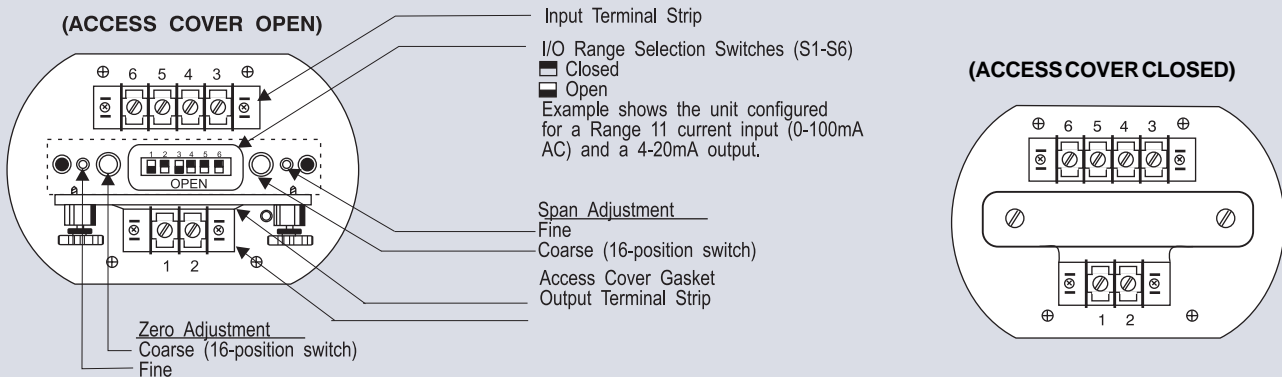 (ACCESS COVER OPEN)
6 5 4 3
1 2 3 4 5 6
OPEN
1 2
Zero Adjustment
Coarse (16-position switch)
Fine
Input Terminal Strip
I/O Range Selection Switches (S1-S6)
Closed
Open
Example shows the unit configured
for a Range 11 current input (0-100mA
AC) and a 4-20mA output.
Span Adjustment
Fine
Coarse (16-position switch)
Access Cover Gasket
Output Terminal Strip
(ACCESS COVER CLOSED)
6 5 4 3
1 2